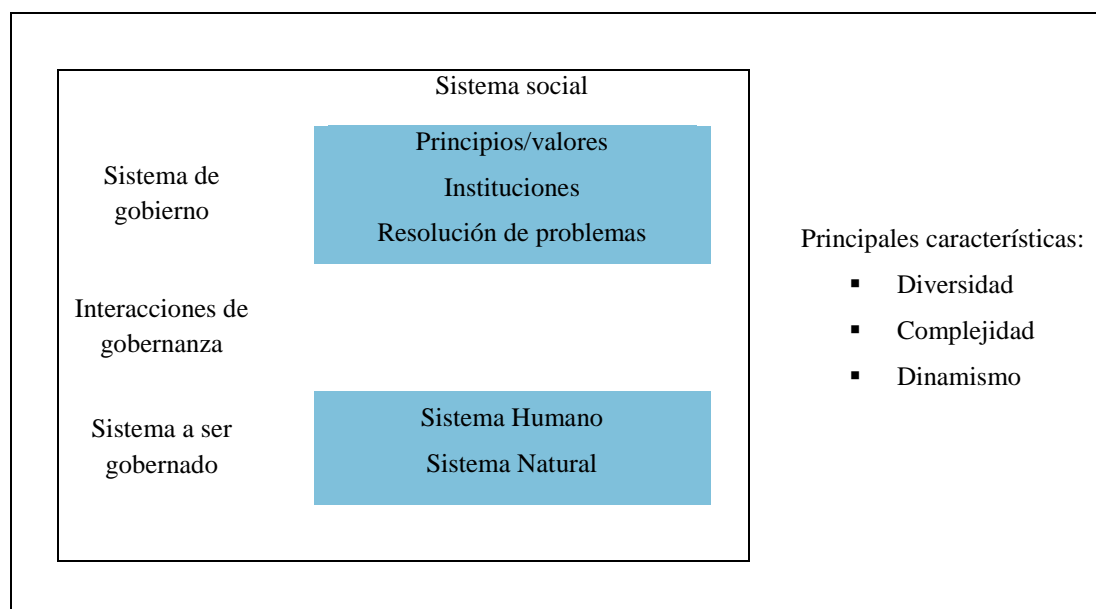 Sistema social
Principios/valores
Instituciones
Resolución de problemas
Sistema de
gobierno
Interacciones de
gobernanza
Sistema Humano
Sistema Natural
Sistema a ser
gobernado
Principales características:
▪ Diversidad
▪ Complejidad
▪ Dinamismo